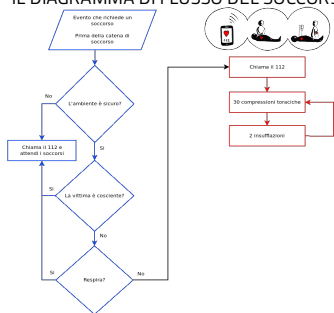 IL DIAGRAMMA DI FLUSSO DEL SOCCORS
Evento che richiede un
soccorso
Prima della catena di
soccorso
L'ambiente è sicuro?
No
Si
Chiama il 112 e
attendi i soccorsi
La vittima è cosciente?
Si
No
Respira?
Si
No
Chiama il 112
30 compressioni toraciche
2 insufflazioni